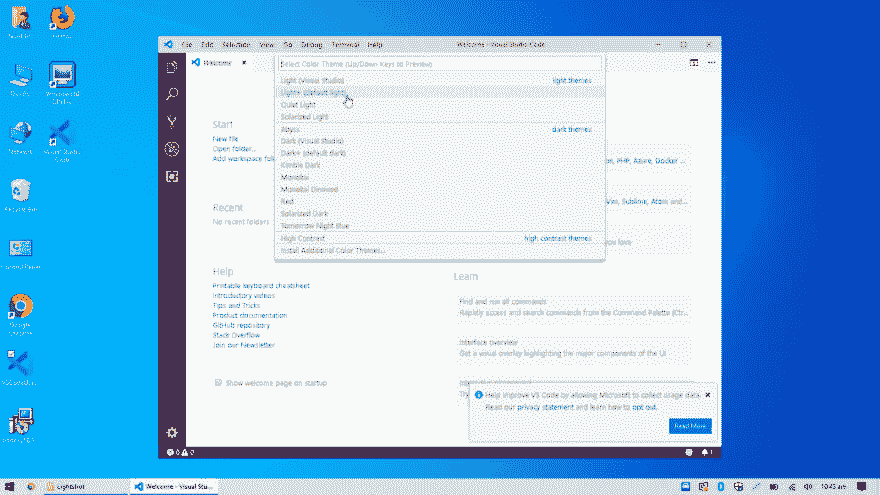 File Edit Selection View Go Debug Terminal Help
Welcome - Visual Studio Code
Welcome
Select Color Theme (Up/Down Keys to Preview)
Light (Visual Studio) light themes
Light+ (default light)
Quiet Light
Solarized Light
Abyss dark themes
Dark (Visual Studio)
Dark+ (default dark)
Kimbie Dark
Monokai
Monokai Dimmed
Red
Solarized Dark
Tomorrow Night Blue
High Contrast high contrast themes
Install Additional Color Themes...
Start
New file
Open folder...
Add workspace
PHP, Azure, Docker ...
Sublime, Atom and...
Recent
No recent folders
you love
Help
Printable keyboard cheatsheet
Introductory videos
Tips and Tricks
Product documentation
GitHub repository
Stack Overflow
Join our Newsletter
Show welcome page on startup
Learn
Find and run all commands
Rapidly access and search commands from the Command Palette (Ctr...
Interface overview
Get a visual overlay highlighting the major components of the UI
Help improve VS Code by allowing Microsoft to collect usage data.
Read our privacy statement and learn how to opt out.
Read More
0 0
1
Network
Recycle Bin
Lightshot
Welcome - Visual Stu...